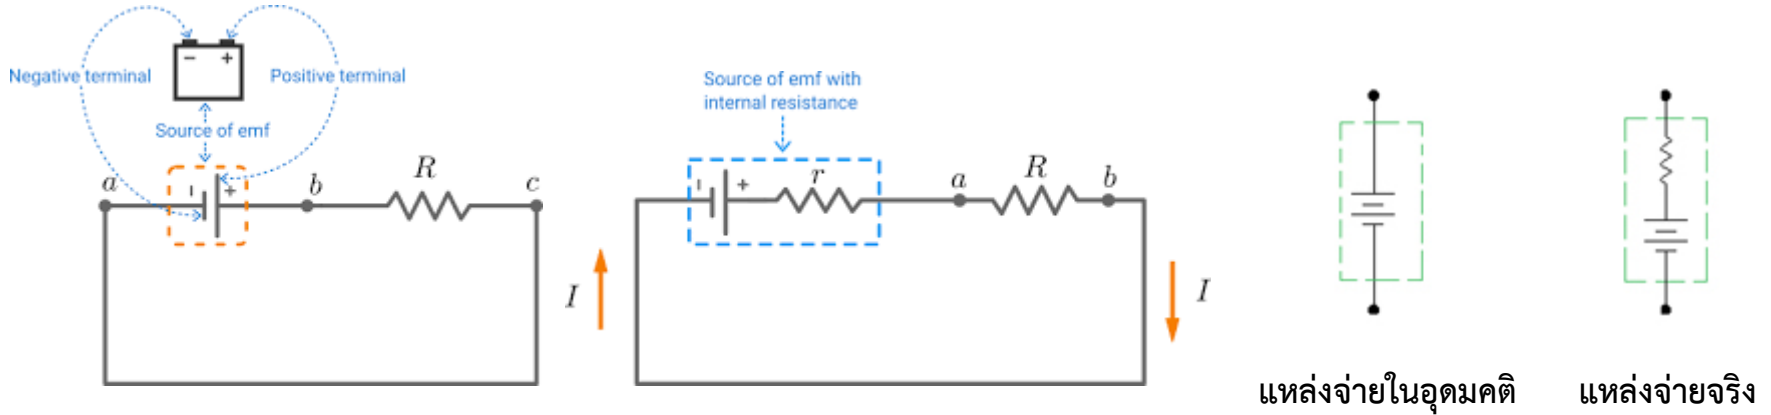 Negative terminal
− +
Positive terminal
Source of emf
a
− +
b
R
c
Source of emf with
internal resistance
− +
r
a
R
b
I
I
แหล่งจ่ายในอุดมคติ
แหล่งจ่ายจริง